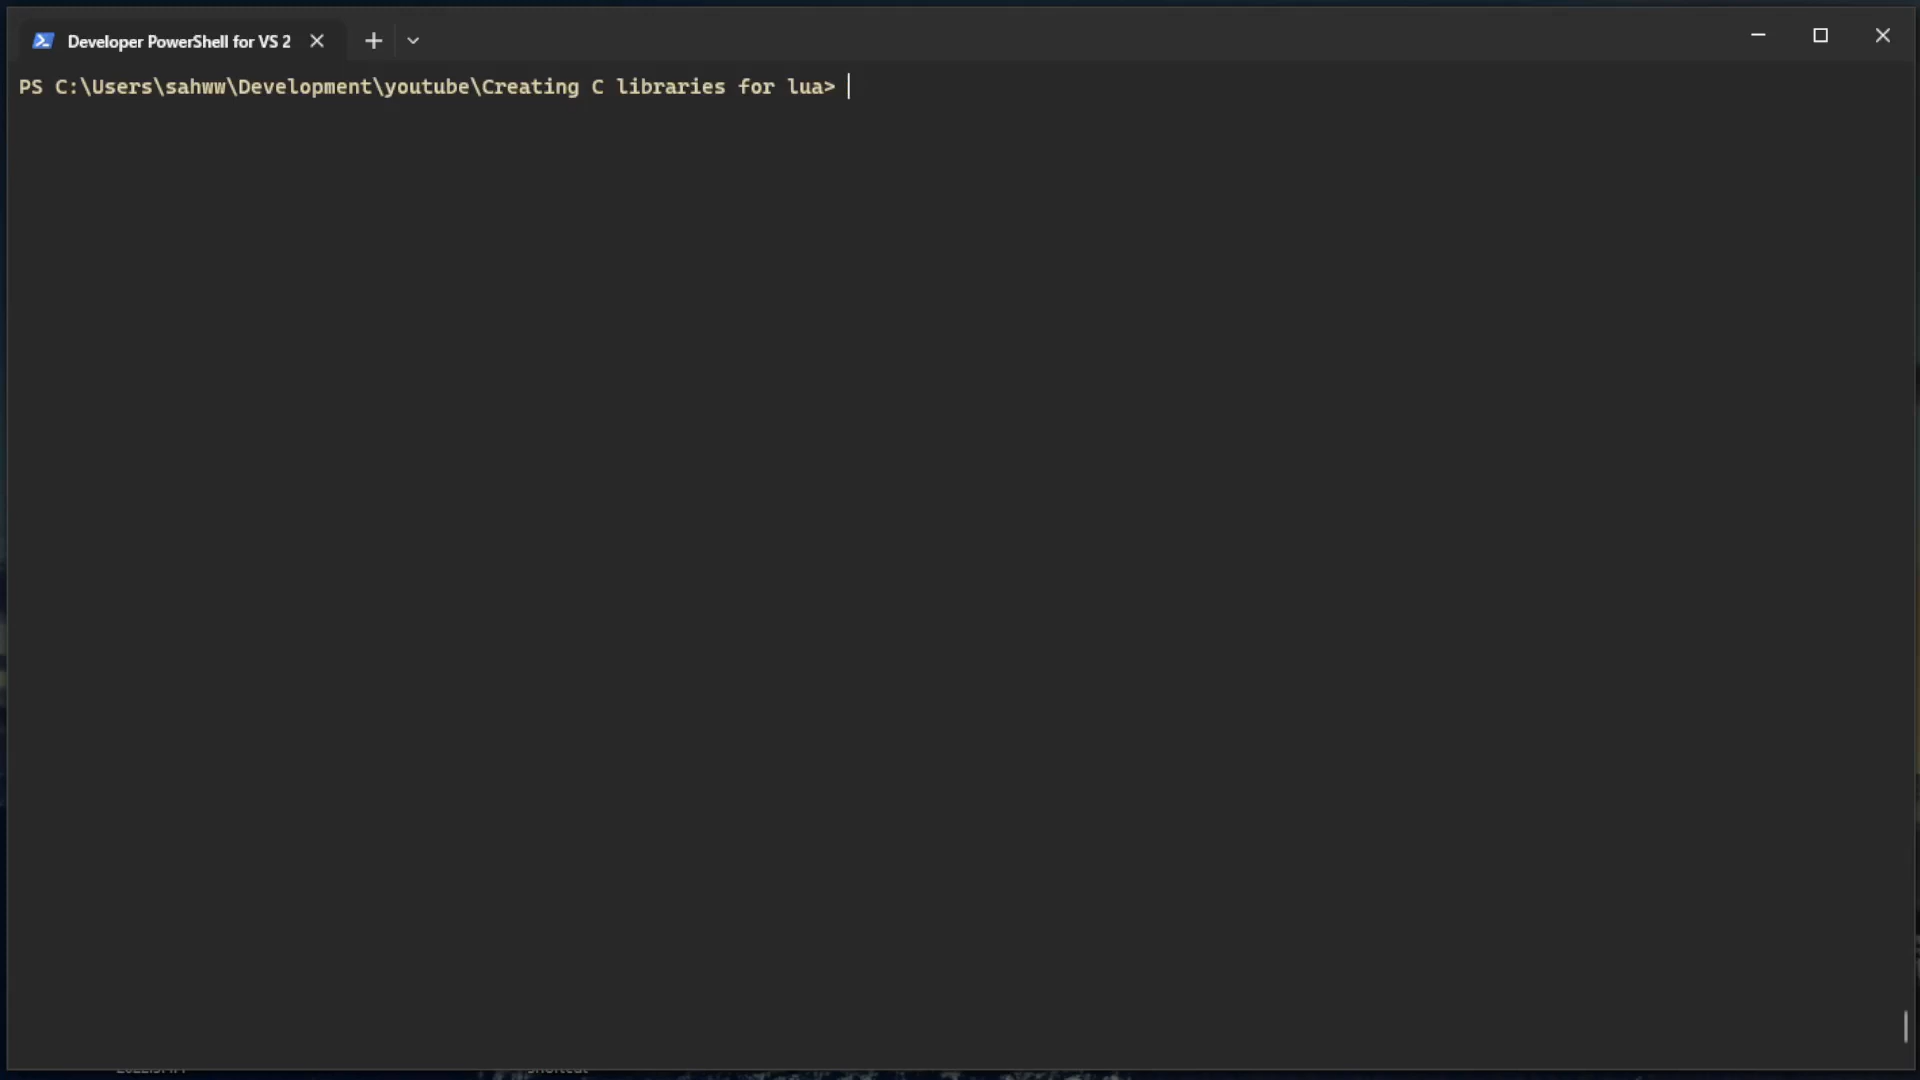 Developer PowerShell for VS 2
PS C:\Users\sahww\Development\youtube\Creating C libraries for lua>